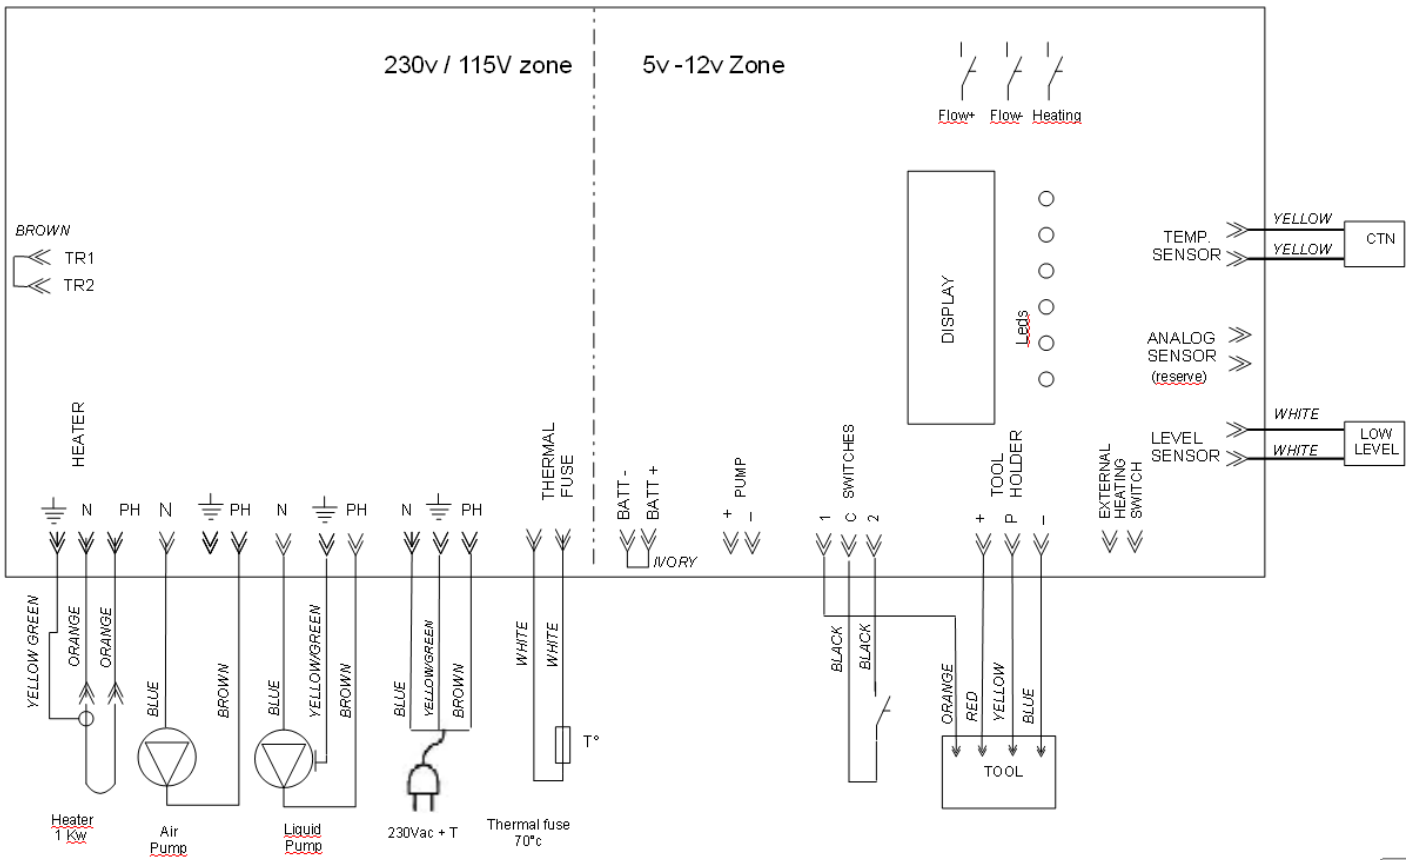 230v / 115V zone
5v -12v Zone
Flow+
Flow-
Heating
BROWN
TR1
TR2
DISPLAY
Leds
TEMP.
SENSOR
YELLOW
YELLOW
CTN
ANALOG
SENSOR
(reserve)
LEVEL
SENSOR
WHITE
WHITE
LOW
LEVEL
HEATER
THERMAL
FUSE
BATT -
BATT +
IVORY
+
PUMP
–
SWITCHES
1
C
2
TOOL
HOLDER
+
P
–
EXTERNAL
HEATING
SWITCH
N
PH
N
PH
N
PH
N
PH
YELLOW GREEN
ORANGE
ORANGE
BLUE
BROWN
BLUE
YELLOW/GREEN
BROWN
BLUE
YELLOW/GREEN
BROWN
WHITE
WHITE
BLACK
BLACK
ORANGE
RED
YELLOW
BLUE
T°
TOOL
Heater
1 Kw
Air
Pump
Liquid
Pump
230Vac + T
Thermal fuse
70°c